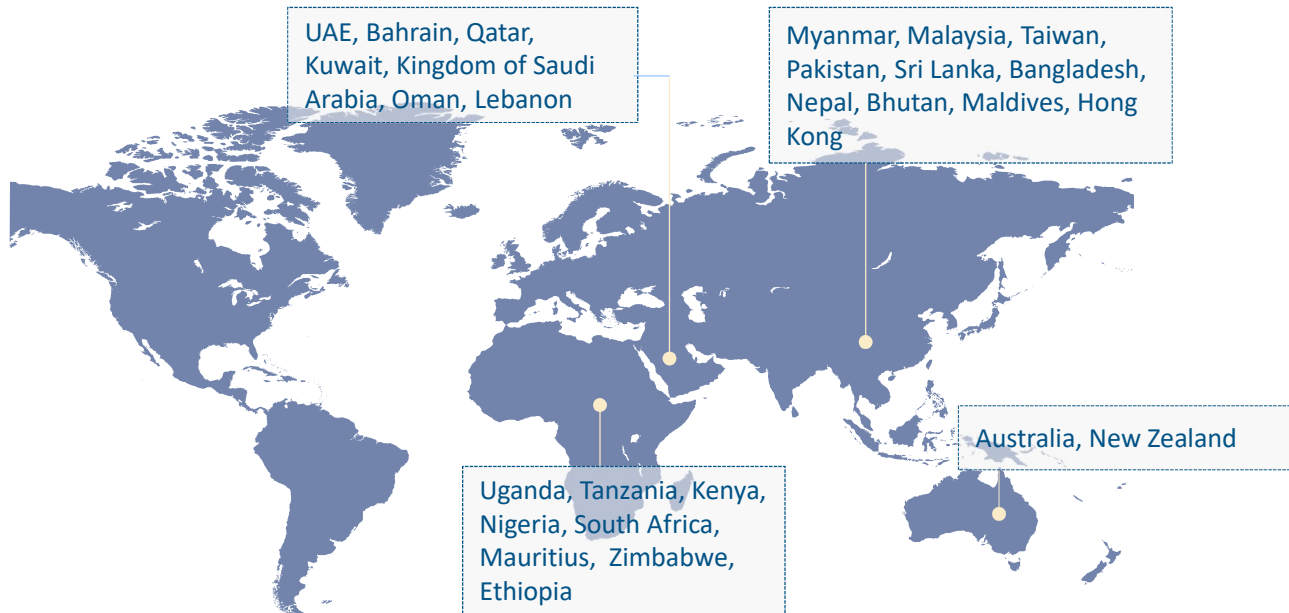 UAE, Bahrain, Qatar,
Kuwait, Kingdom of Saudi
Arabia, Oman, Lebanon
Myanmar, Malaysia, Taiwan,
Pakistan, Sri Lanka, Bangladesh,
Nepal, Bhutan, Maldives, Hong
Kong
Australia, New Zealand
Uganda, Tanzania, Kenya,
Nigeria, South Africa,
Mauritius, Zimbabwe,
Ethiopia